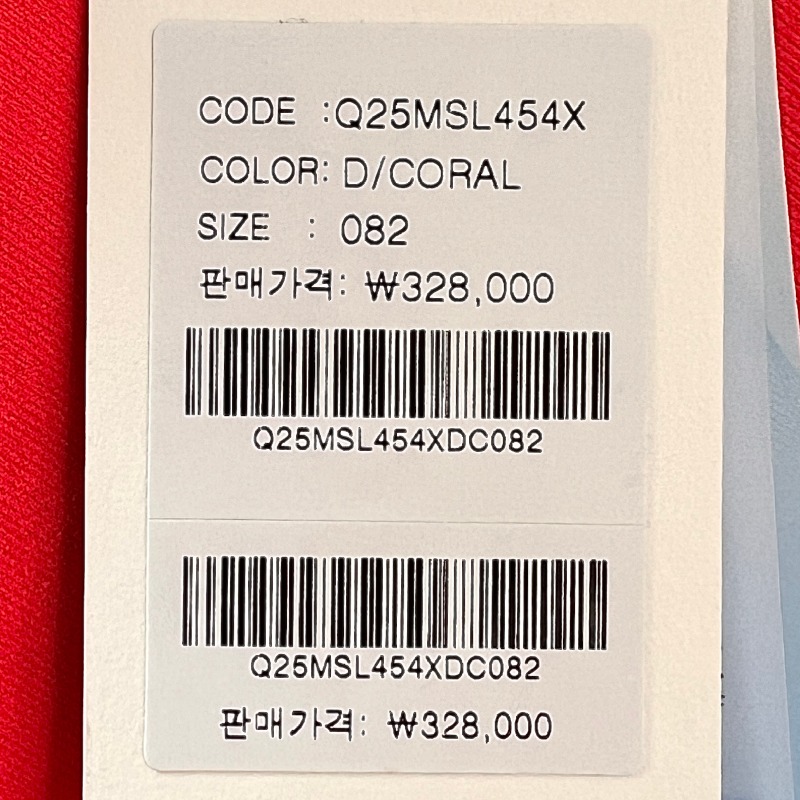 CODE :Q25MSL454X
COLOR: D/CORAL
SIZE : 082
판매가격: ₩328,000
Q25MSL454XDC082
Q25MSL454XDC082
판매가격: ₩328,000